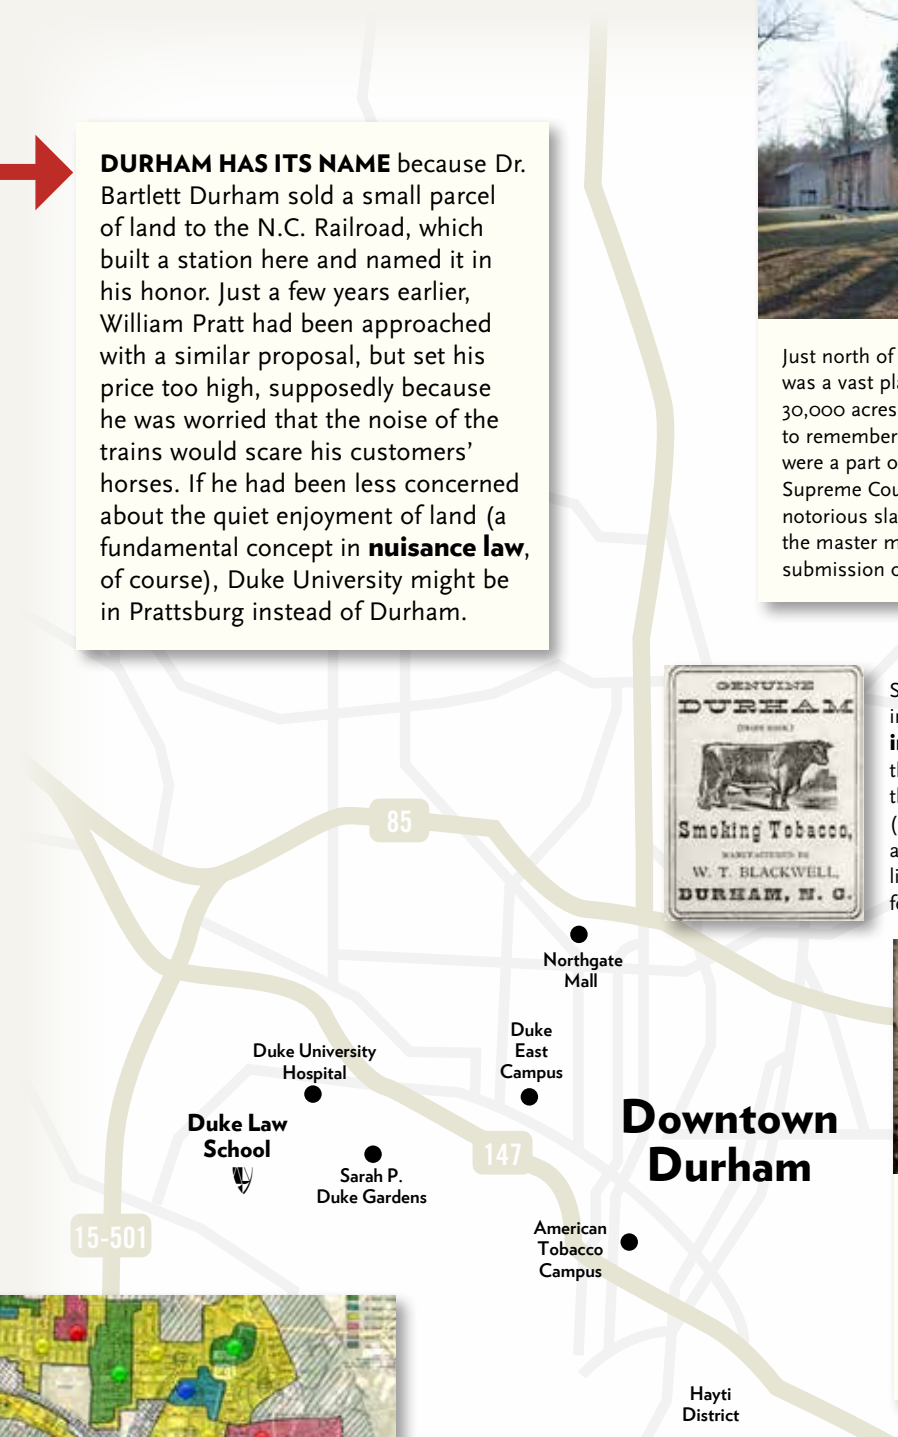 DURHAM HAS ITS NAME because Dr.
Bartlett Durham sold a small parcel
of land to the N.C. Railroad, which
built a station here and named it in
his honor. Just a few years earlier,
William Pratt had been approached
with a similar proposal, but set his
price too high, supposedly because
he was worried that the noise of the
trains would scare his customers’
horses. If he had been less concerned
about the quiet enjoyment of land (a
fundamental concept in nuisance law,
of course), Duke University might be
in Prattsburg instead of Durham.
Just north of
was a vast
30,000 acres
to remember
were a part
Supreme
notorious
the master
submission
GENUINE
DURHAM
Smoking Tobacco,
MANUFACTURED BY
W. T. BLACKWELL,
DURHAM, N. C.
85
Northgate
Mall
Duke
East
Campus
Duke University
Hospital
Duke Law
School
Sarah P.
Duke Gardens
147
Downtown
Durham
15-501
American
Tobacco
Campus
Hayti
District